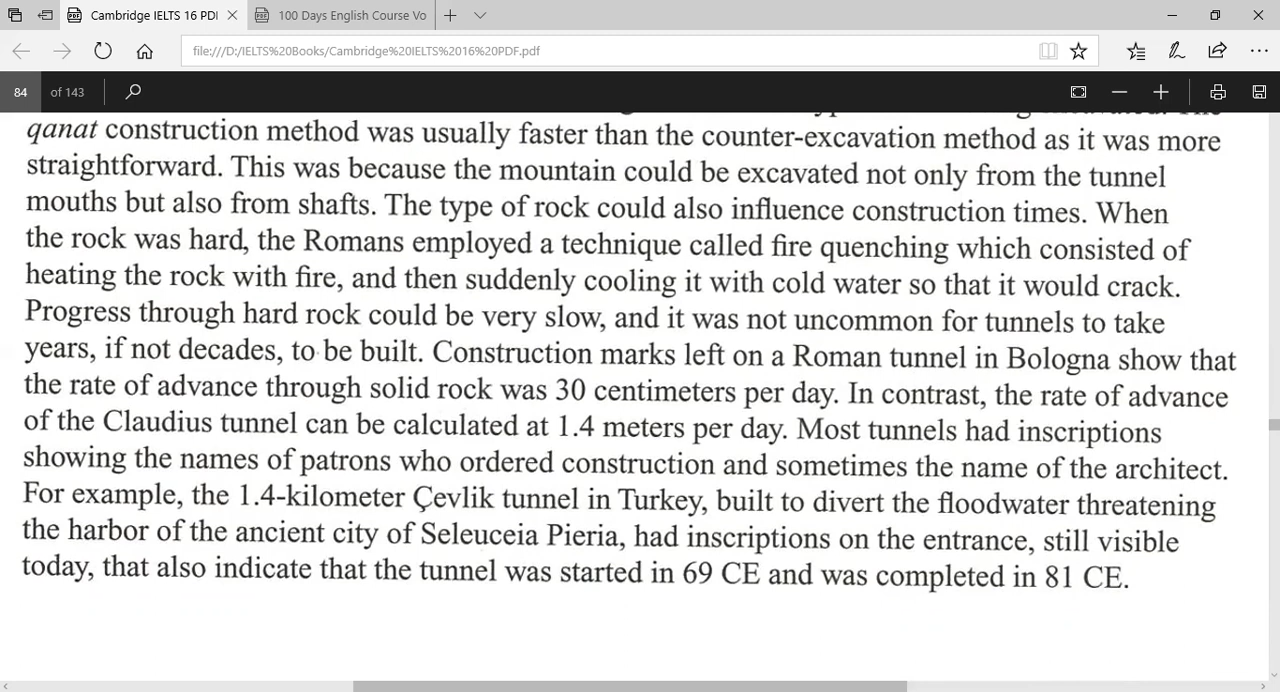 Cambridge IELTS 16 PDI
100 Days English Course Vo
file:///D:/IELTS%20Books/Cambridge%20IELTS%2016%20PDF.pdf
84 of 143
qanat construction method was usually faster than the counter-excavation method as it was more
straightforward. This was because the mountain could be excavated not only from the tunnel
mouths but also from shafts. The type of rock could also influence construction times. When
the rock was hard, the Romans employed a technique called fire quenching which consisted of
heating the rock with fire, and then suddenly cooling it with cold water so that it would crack.
Progress through hard rock could be very slow, and it was not uncommon for tunnels to take
years, if not decades, to be built. Construction marks left on a Roman tunnel in Bologna show that
the rate of advance through solid rock was 30 centimeters per day. In contrast, the rate of advance
of the Claudius tunnel can be calculated at 1.4 meters per day. Most tunnels had inscriptions
showing the names of patrons who ordered construction and sometimes the name of the architect.
For example, the 1.4-kilometer Çevlik tunnel in Turkey, built to divert the floodwater threatening
the harbor of the ancient city of Seleuceia Pieria, had inscriptions on the entrance, still visible
today, that also indicate that the tunnel was started in 69 CE and was completed in 81 CE.